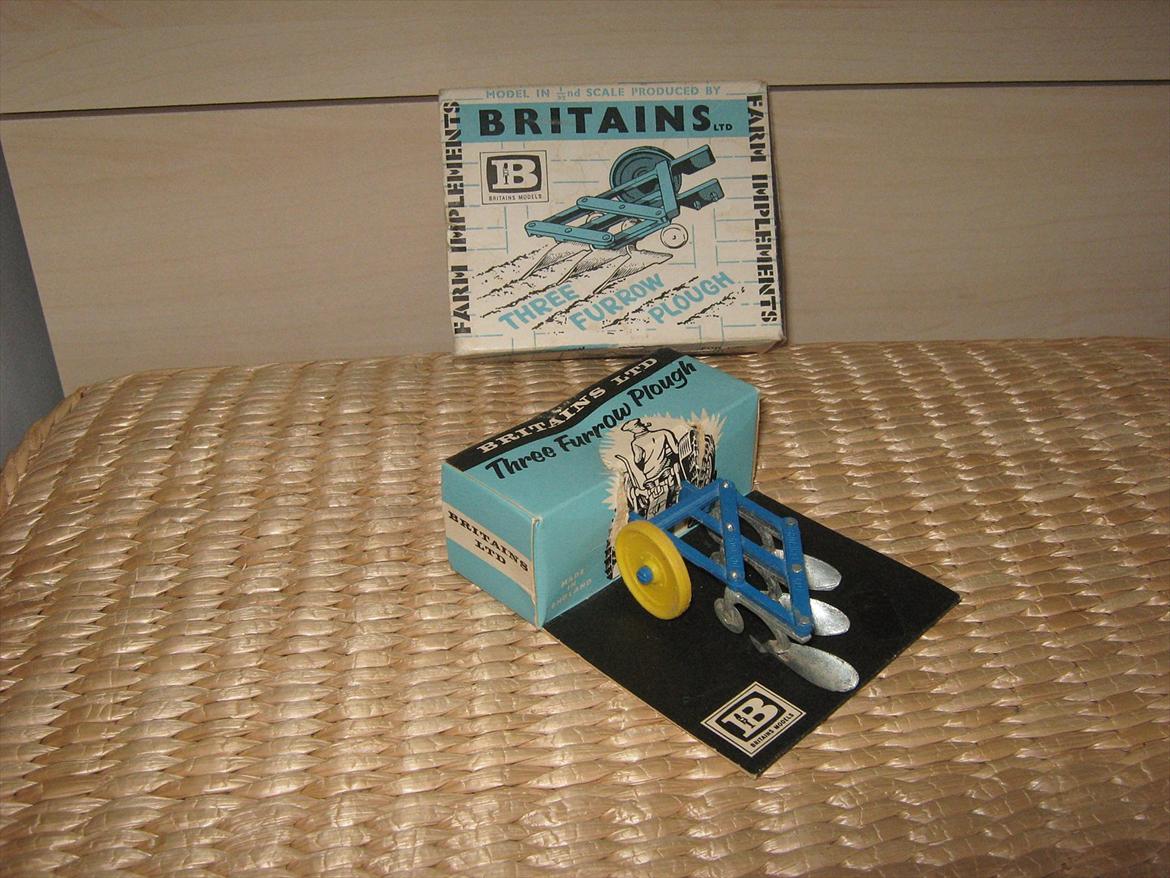 MODEL IN 1/32nd SCALE PRODUCED BY
BRITAINS LTD
FARM IMPLEMENTS
FARM IMPLEMENTS
B
BRITAINS MODELS
THREE FURROW PLOUGH
BRITAINS LTD
Three Furrow Plough
BRITAINS
LTD
MADE
IN
ENGLAND
B
BRITAINS MODELS